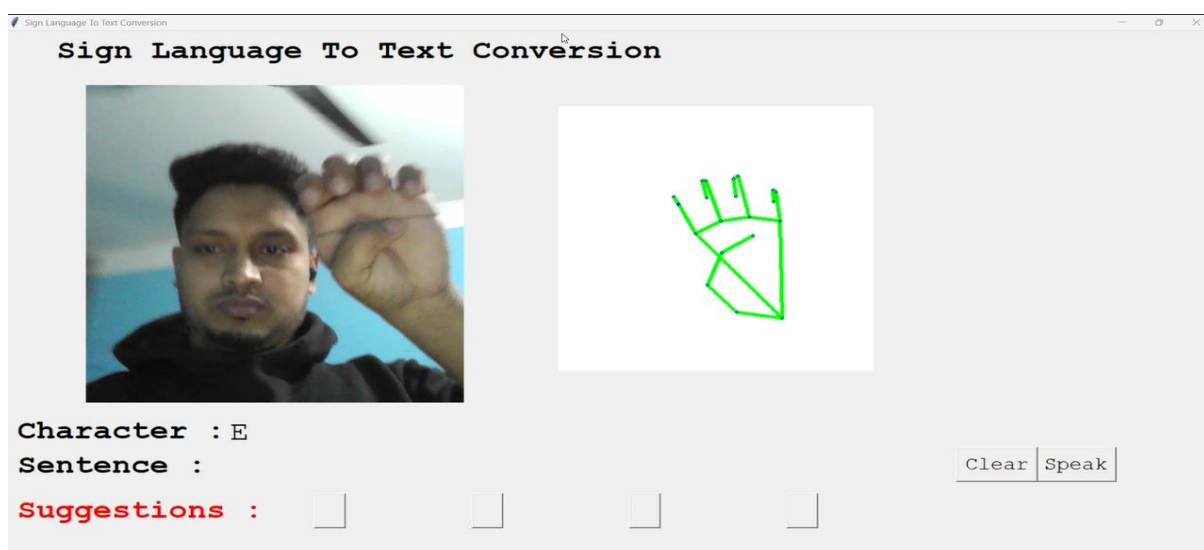 Sign Language To Text Conversion
Sign Language To Text Conversion
Character : E
Sentence :
Clear Speak
Suggestions :